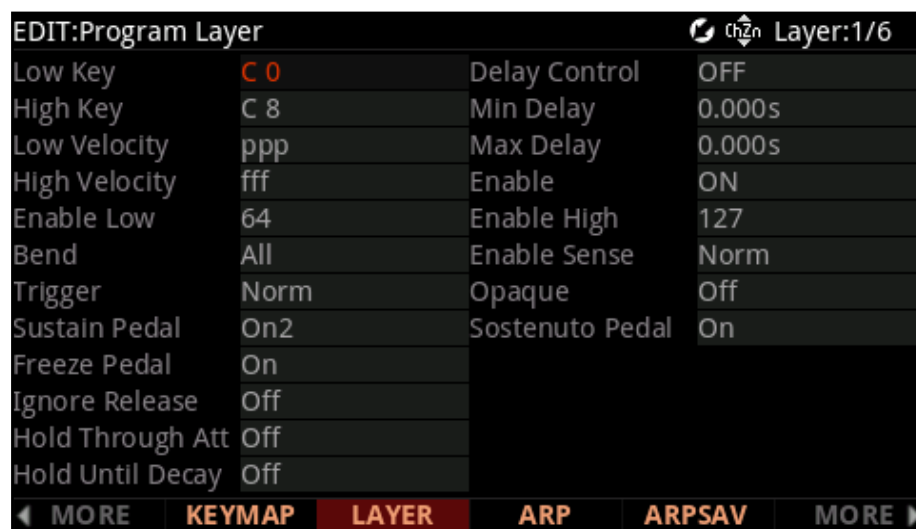 EDIT:Program Layer ChZn Layer:1/6
Low Key C 0 Delay Control OFF
High Key C 8 Min Delay 0.000s
Low Velocity ppp Max Delay 0.000s
High Velocity fff Enable ON
Enable Low 64 Enable High 127
Bend All Enable Sense Norm
Trigger Norm Opaque Off
Sustain Pedal On2 Sostenuto Pedal On
Freeze Pedal On
Ignore Release Off
Hold Through Att Off
Hold Until Decay Off
MORE KEYMAP LAYER ARP ARPSAV MORE